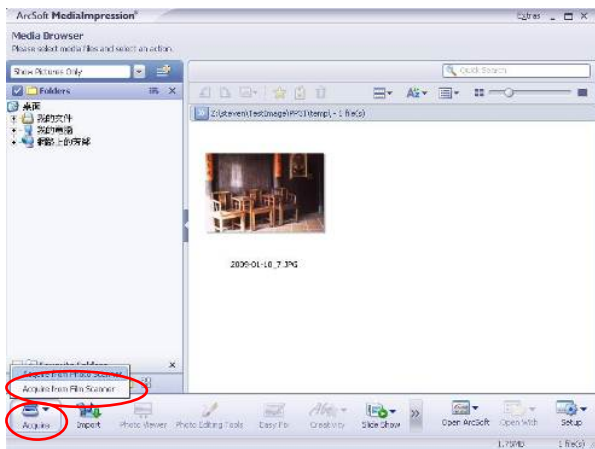 ArcSoft MediaImpression®
Extras
Media Browser
Please select media files and select an action.
Show Pictures Only
Quick Search
Folders
桌面
我的文件
我的電腦
網路上的芳鄰
Z:\steven\TestImage\PPST\temp\ - 1 file(s)
2009-01-10_7.JPG
Favorite Folders
Acquire from Photo Scanner
Acquire from Film Scanner
Acquire
Import
Photo Viewer
Photo Editing Tools
Easy Fix
Creativity
Slide Show
Open ArcSoft
Open With
Setup
1.75MB
1 file(s)